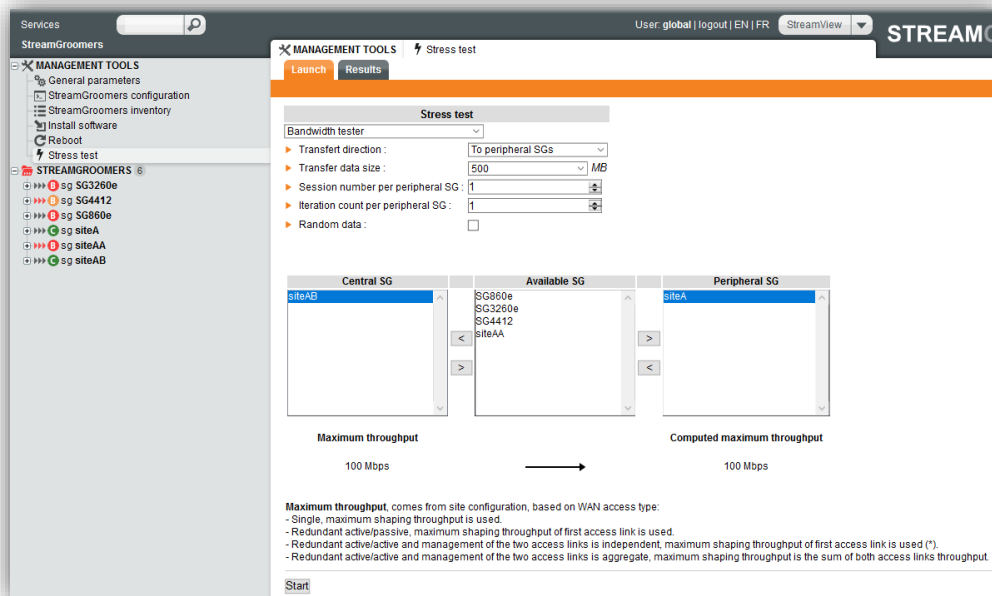 Services
User: global | logout | EN | FR
StreamView
STREAMG
StreamGroomers
MANAGEMENT TOOLS
Stress test
Launch
Results
MANAGEMENT TOOLS
General parameters
StreamGroomers configuration
StreamGroomers inventory
Install software
Reboot
Stress test
STREAMGROOMERS 6
B sg SG3260e
B sg SG4412
B sg SG860e
C sg siteA
B sg siteAA
C sg siteAB
Stress test
Bandwidth tester
Transfert direction : To peripheral SGs
Transfer data size : 500 MB
Session number per peripheral SG : 1
Iteration count per peripheral SG : 1
Random data :
Central SG
Available SG
Peripheral SG
siteAB
SG860e
SG3260e
SG4412
siteAA
siteA
<
>
>
<
Maximum throughput
Computed maximum throughput
100 Mbps
100 Mbps
Maximum throughput, comes from site configuration, based on WAN access type:
- Single, maximum shaping throughput is used.
- Redundant active/passive, maximum shaping throughput of first access link is used.
- Redundant active/active and management of the two access links is independent, maximum shaping throughput of first access link is used (*).
- Redundant active/active and management of the two access links is aggregate, maximum shaping throughput is the sum of both access links throughput.
Start